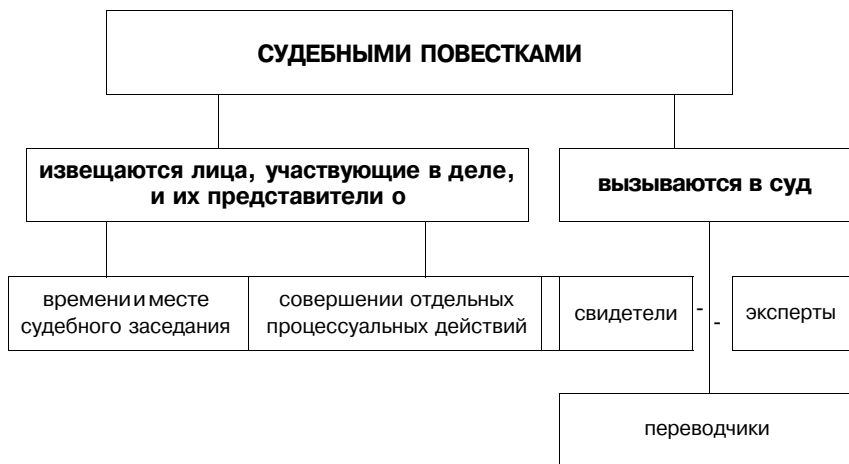 СУДЕБНЫМИ ПОВЕСТКАМИ
извещаются лица, участвующие в деле,
и их представители о
вызываются в суд
времени и месте
судебного заседания
совершении отдельных
процессуальных действий
свидетели
-
-
эксперты
переводчики